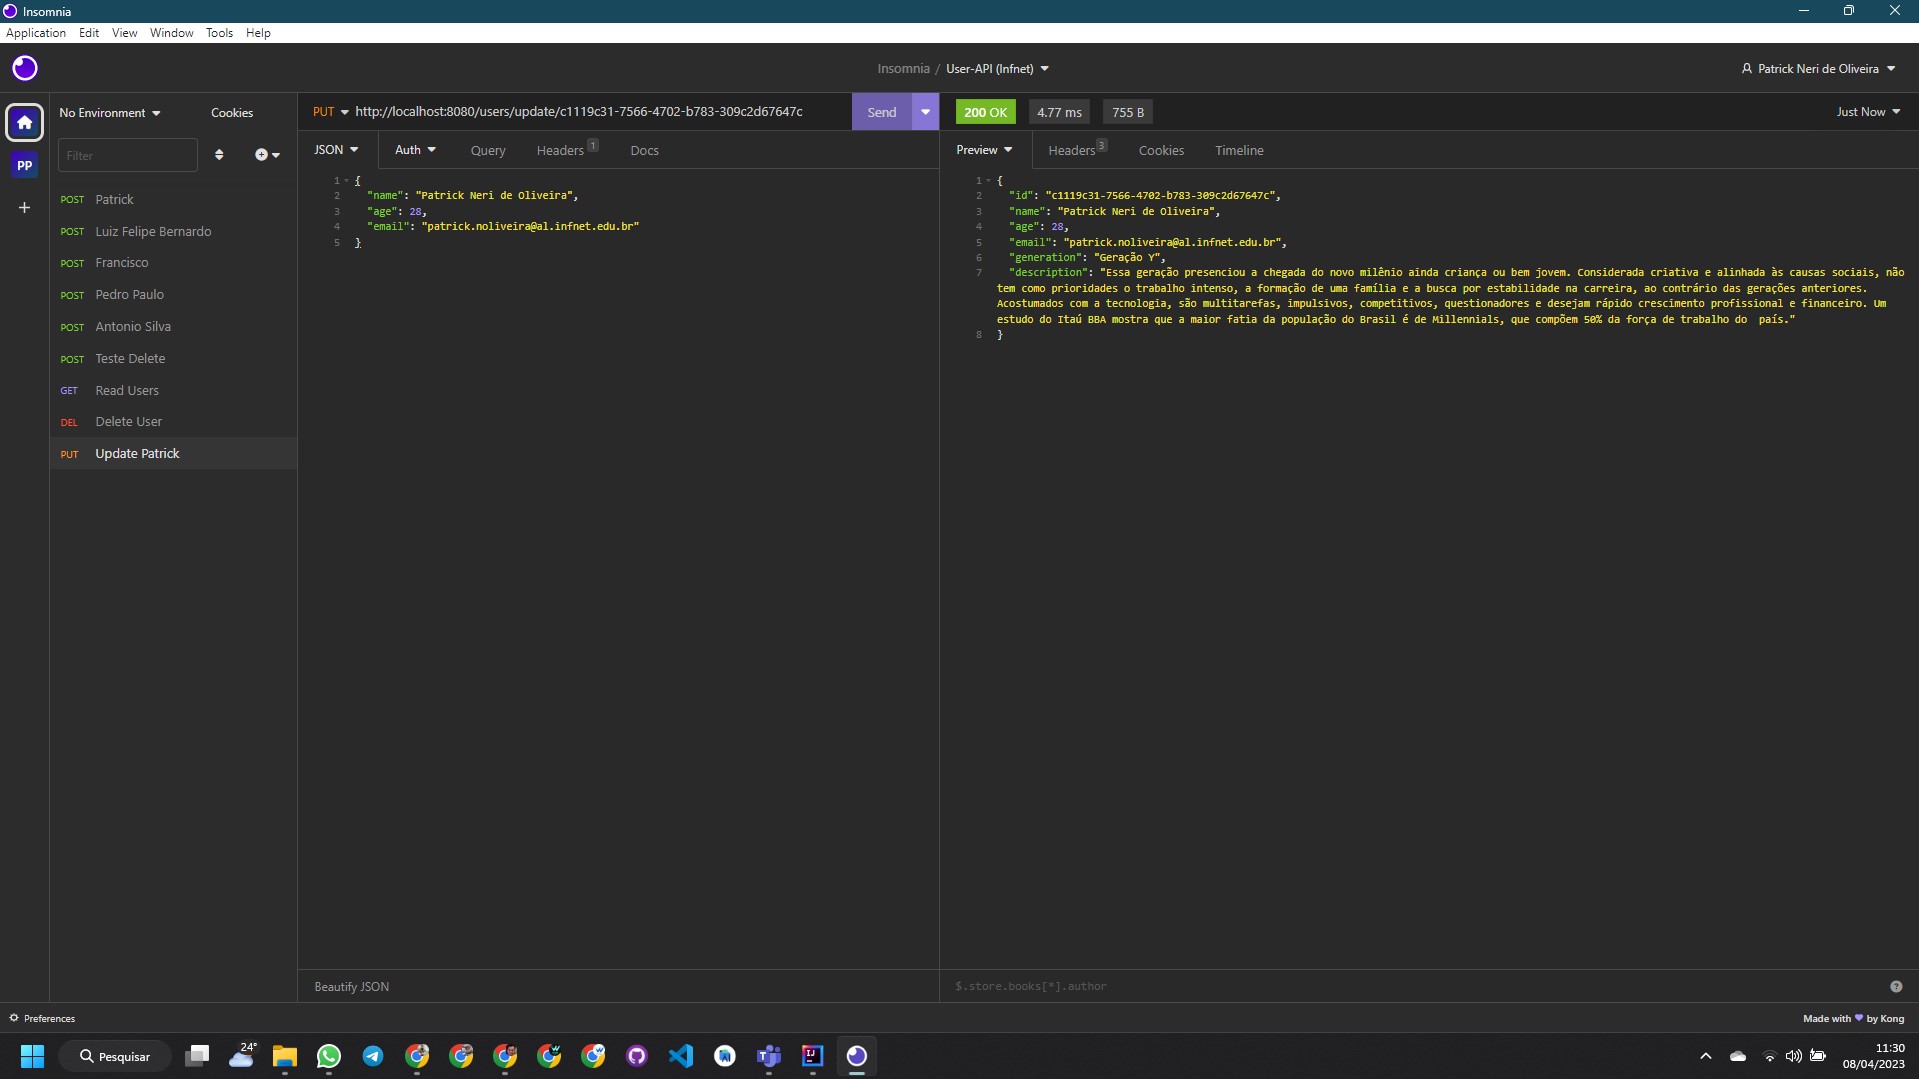 Insomnia
Application Edit View Window Tools Help
Insomnia / User-API (Infnet)
Patrick Neri de Oliveira
No Environment
Cookies
PUT http://localhost:8080/users/update/c1119c31-7566-4702-b783-309c2d67647c
Send
200 OK 4.77 ms 755 B
Just Now
PP
Filter
JSON Auth Query Headers 1 Docs
Preview Headers 3 Cookies Timeline
POST Patrick
POST Luiz Felipe Bernardo
POST Francisco
POST Pedro Paulo
POST Antonio Silva
POST Teste Delete
GET Read Users
DEL Delete User
PUT Update Patrick
1 {
2 "name": "Patrick Neri de Oliveira",
3 "age": 28,
4 "email": "patrick.noliveira@al.infnet.edu.br"
5 }
1 {
2 "id": "c1119c31-7566-4702-b783-309c2d67647c",
3 "name": "Patrick Neri de Oliveira",
4 "age": 28,
5 "email": "patrick.noliveira@al.infnet.edu.br",
6 "generation": "Geração Y",
7 "description": "Essa geração presenciou a chegada do novo milênio ainda criança ou bem jovem. Considerada criativa e alinhada às causas sociais, não
tem como prioridades o trabalho intenso, a formação de uma família e a busca por estabilidade na carreira, ao contrário das gerações anteriores.
Acostumados com a tecnologia, são multitarefas, impulsivos, competitivos, questionadores e desejam rápido crescimento profissional e financeiro. Um
estudo do Itaú BBA mostra que a maior fatia da população do Brasil é de Millennials, que compõem 50% da força de trabalho do  país."
8 }
Beautify JSON
$.store.books[*].author
Preferences
Made with by Kong
Pesquisar
24°
11:30
08/04/2023